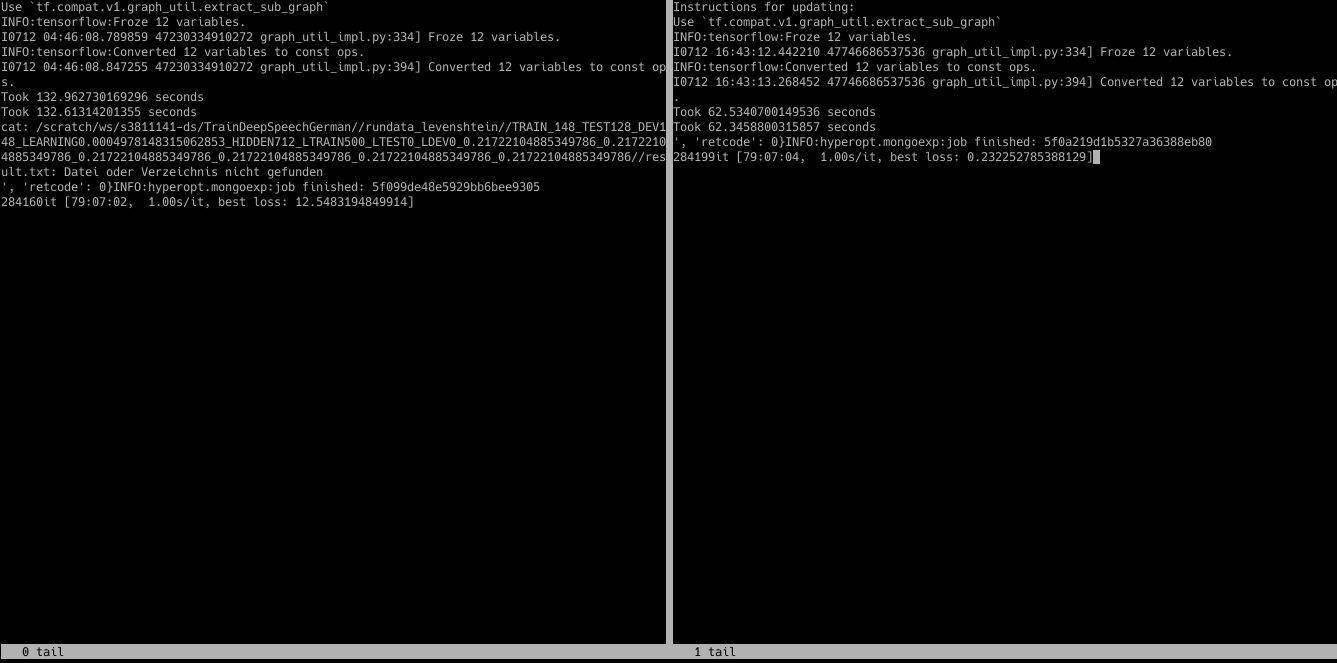 Use `tf.compat.v1.graph_util.extract_sub_graph`
INFO:tensorflow:Froze 12 variables.
I0712 04:46:08.789859 47230334910272 graph_util_impl.py:334] Froze 12 variables.
INFO:tensorflow:Converted 12 variables to const ops.
I0712 04:46:08.847255 47230334910272 graph_util_impl.py:394] Converted 12 variables to const op
s.
Took 132.962730169296 seconds
Took 132.61314201355 seconds
cat: /scratch/ws/s3811141-ds/TrainDeepSpeechGerman//rundata_levenshtein//TRAIN_148_TEST128_DEV1
48_LEARNING0.0004978148315062853_HIDDEN712_LTRAIN500_LTEST0_LDEV0_0.21722104885349786_0.2172210
4885349786_0.21722104885349786_0.21722104885349786_0.21722104885349786_0.21722104885349786//res
ult.txt: Datei oder Verzeichnis nicht gefunden
', 'retcode': 0}INFO:hyperopt.mongoexp:job finished: 5f099de48e5929bb6bee9305
284160it [79:07:02,  1.00s/it, best loss: 12.5483194849914]
0 tail
Instructions for updating:
Use `tf.compat.v1.graph_util.extract_sub_graph`
INFO:tensorflow:Froze 12 variables.
I0712 16:43:12.442210 47746686537536 graph_util_impl.py:334] Froze 12 variables.
INFO:tensorflow:Converted 12 variables to const ops.
I0712 16:43:13.268452 47746686537536 graph_util_impl.py:394] Converted 12 variables to const op
.
Took 62.5340700149536 seconds
Took 62.3458800315857 seconds
', 'retcode': 0}INFO:hyperopt.mongoexp:job finished: 5f0a219d1b5327a36388eb80
284199it [79:07:04,  1.00s/it, best loss: 0.232252785388129]
1 tail